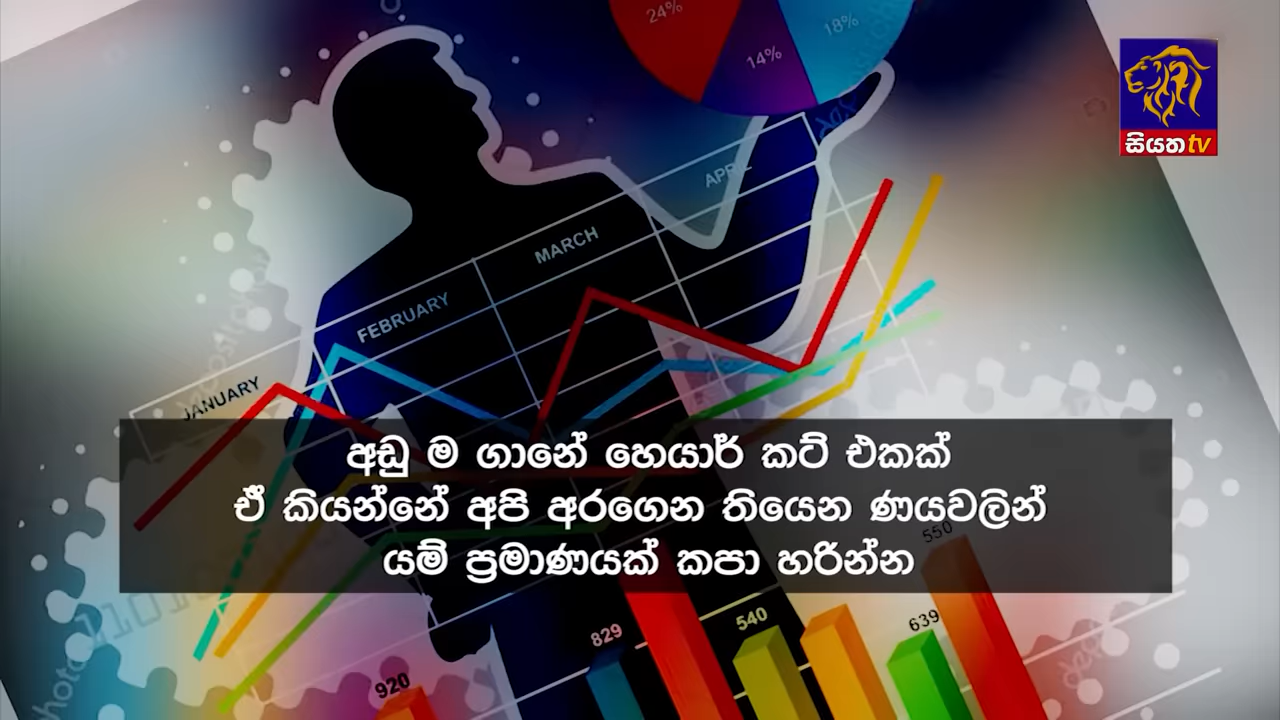 24%
18%
14%
සියත tv
APRIL
MARCH
FEBRUARY
JANUARY
අඩු ම ගානේ හෙයාර් කට් එකක්
ඒ කියන්නේ අපි අරගෙන තියෙන ණයවලින්
යම් ප්‍රමාණයක් කපා හරින්න
550
829
540
639
920